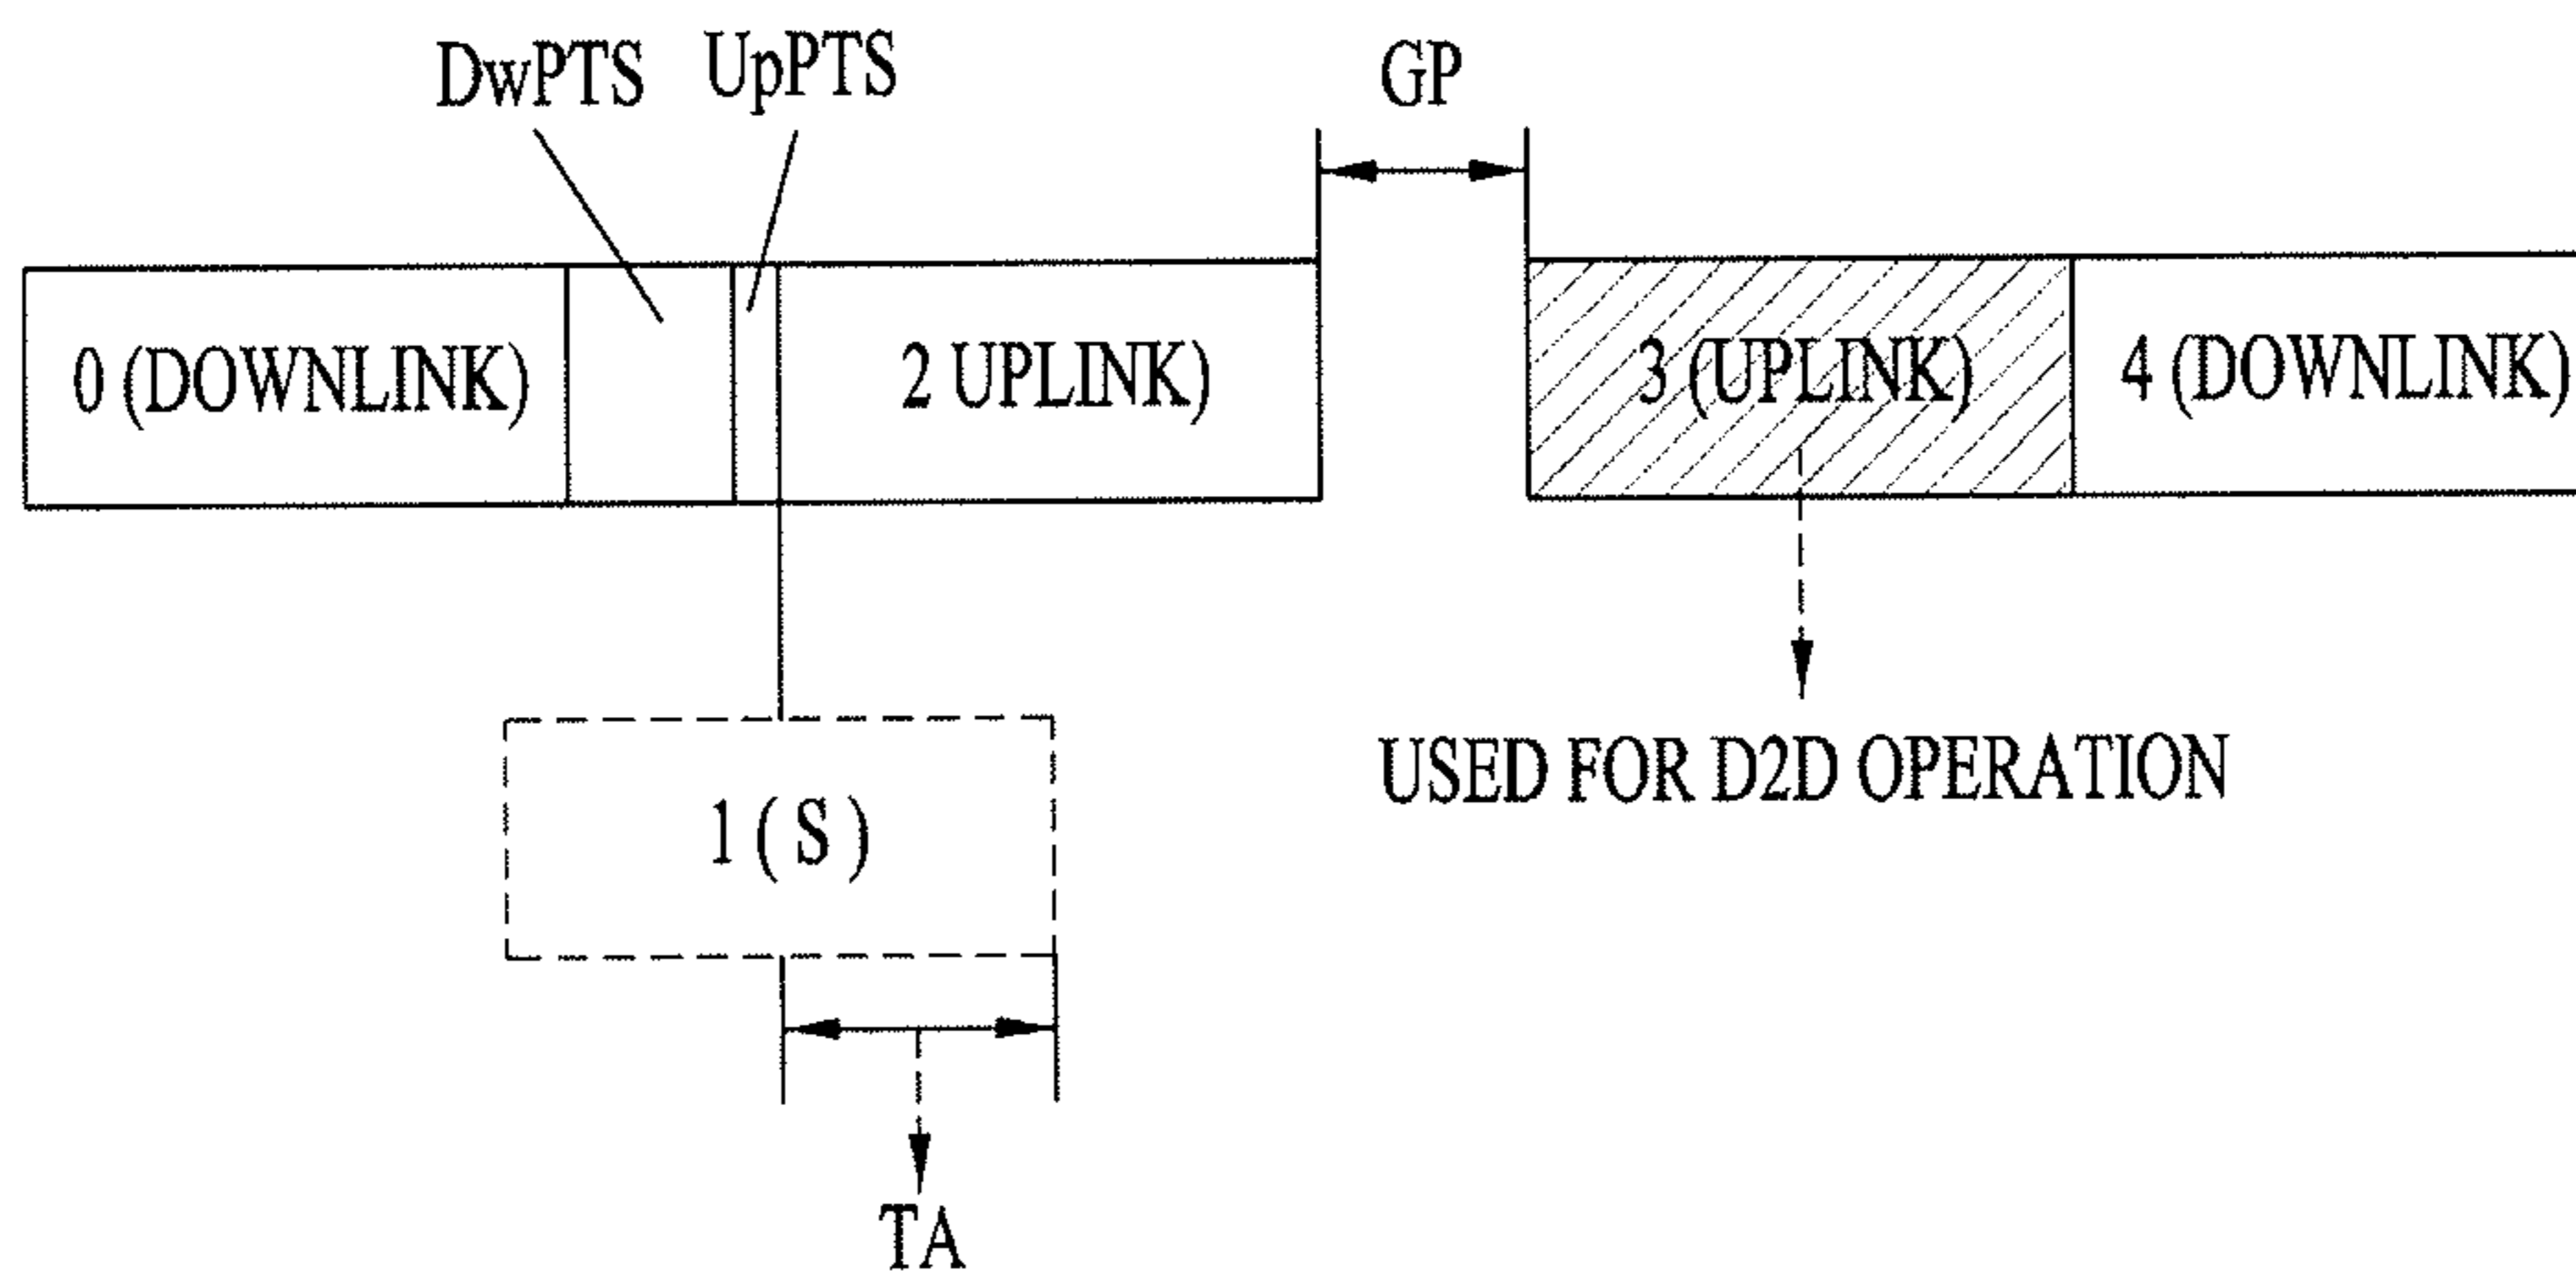 DwPTS
UpPTS
GP
0 (DOWNLINK)
2 UPLINK)
3 (UPLINK)
4 (DOWNLINK)
1 ( S )
USED FOR D2D OPERATION
TA